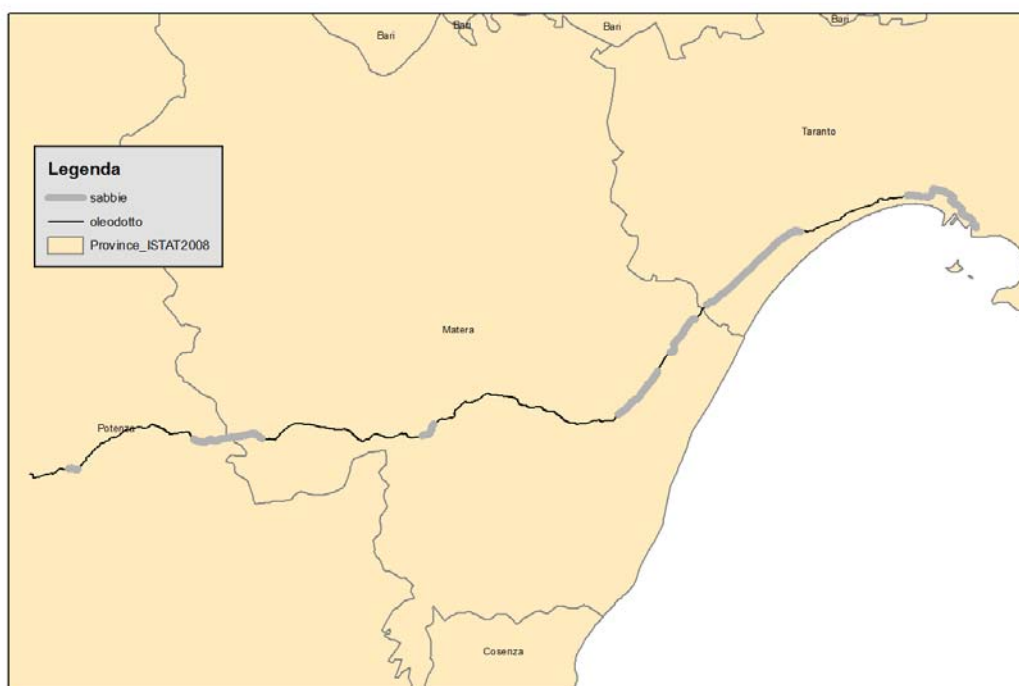 Bari
Bari
Bari
Bari
Taranto
Legenda
sabbie
oleodotto
Province_ISTAT2008
Matera
Potenza
Cosenza